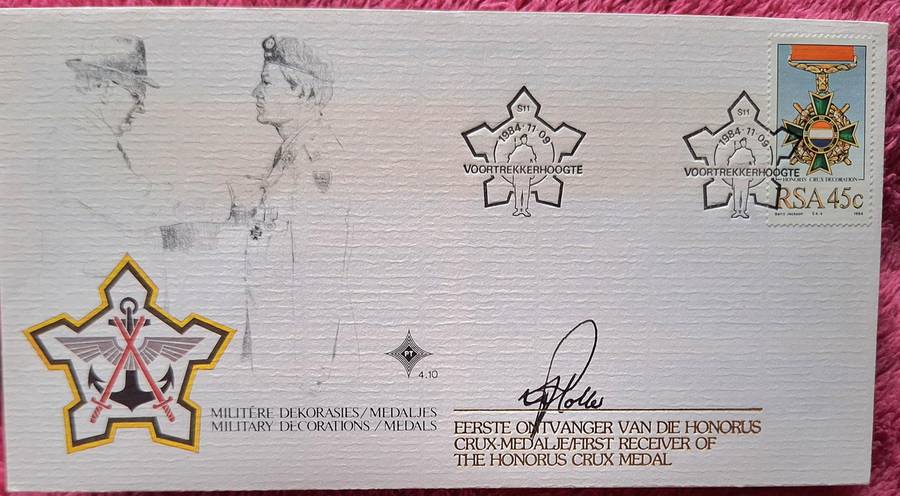 S11
1984·11·09
VOORTREKKERHOOGTE
S11
1984·11·09
VOORTREKKERHOOGTE
HONORIS CRUX DECORATION
RSA 45c
1984
PT
4.10
MILITÊRE DEKORASIES/MEDALJES
MILITARY DECORATIONS/MEDALS
EERSTE ONTVANGER VAN DIE HONORUS
CRUX-MEDALJE/FIRST RECEIVER OF
THE HONORUS CRUX MEDAL